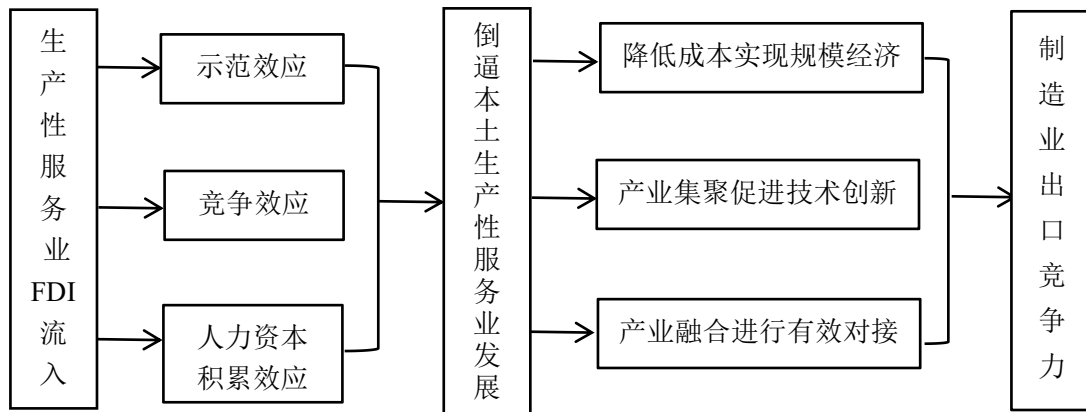 生产性服务业FDI流入
示范效应
竞争效应
人力资本
积累效应
倒逼本土生产性服务业发展
降低成本实现规模经济
产业集聚促进技术创新
产业融合进行有效对接
制造业出口竞争力